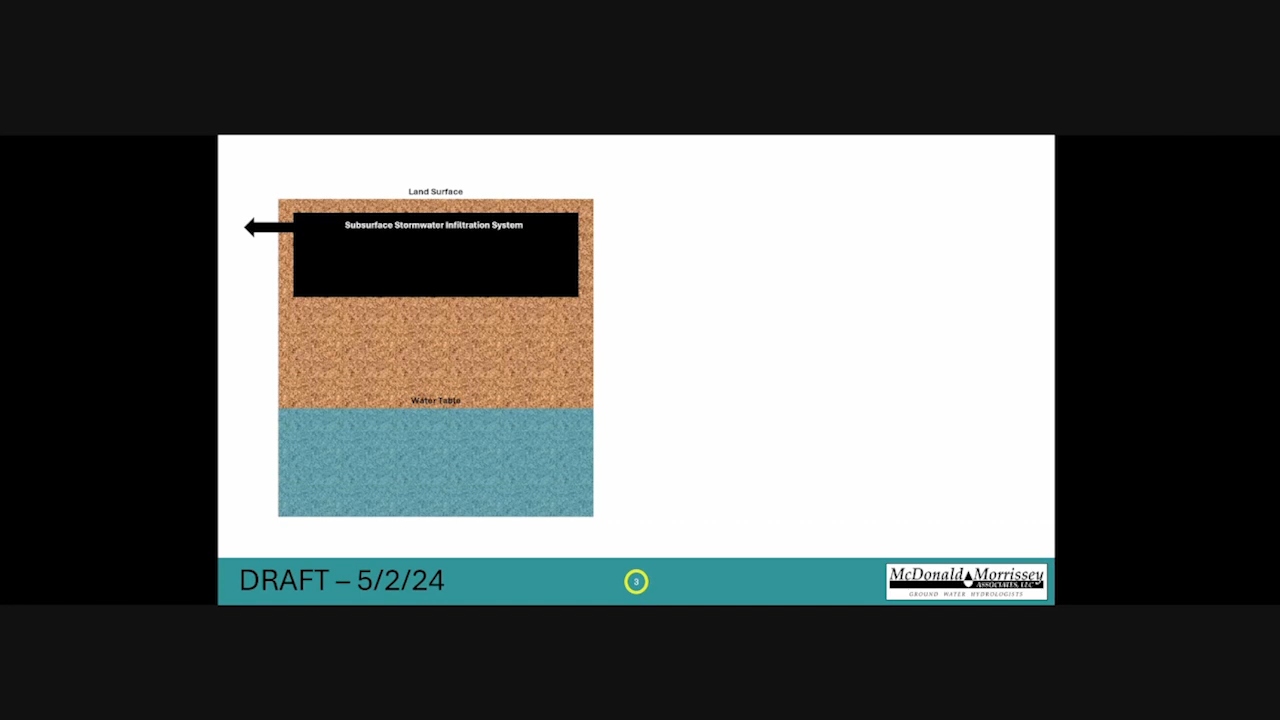 Land Surface
Subsurface Stormwater Infiltration System
Water Table
DRAFT – 5/2/24
3
McDonald Morrissey
ASSOCIATES, LLC
GROUND WATER HYDROLOGISTS